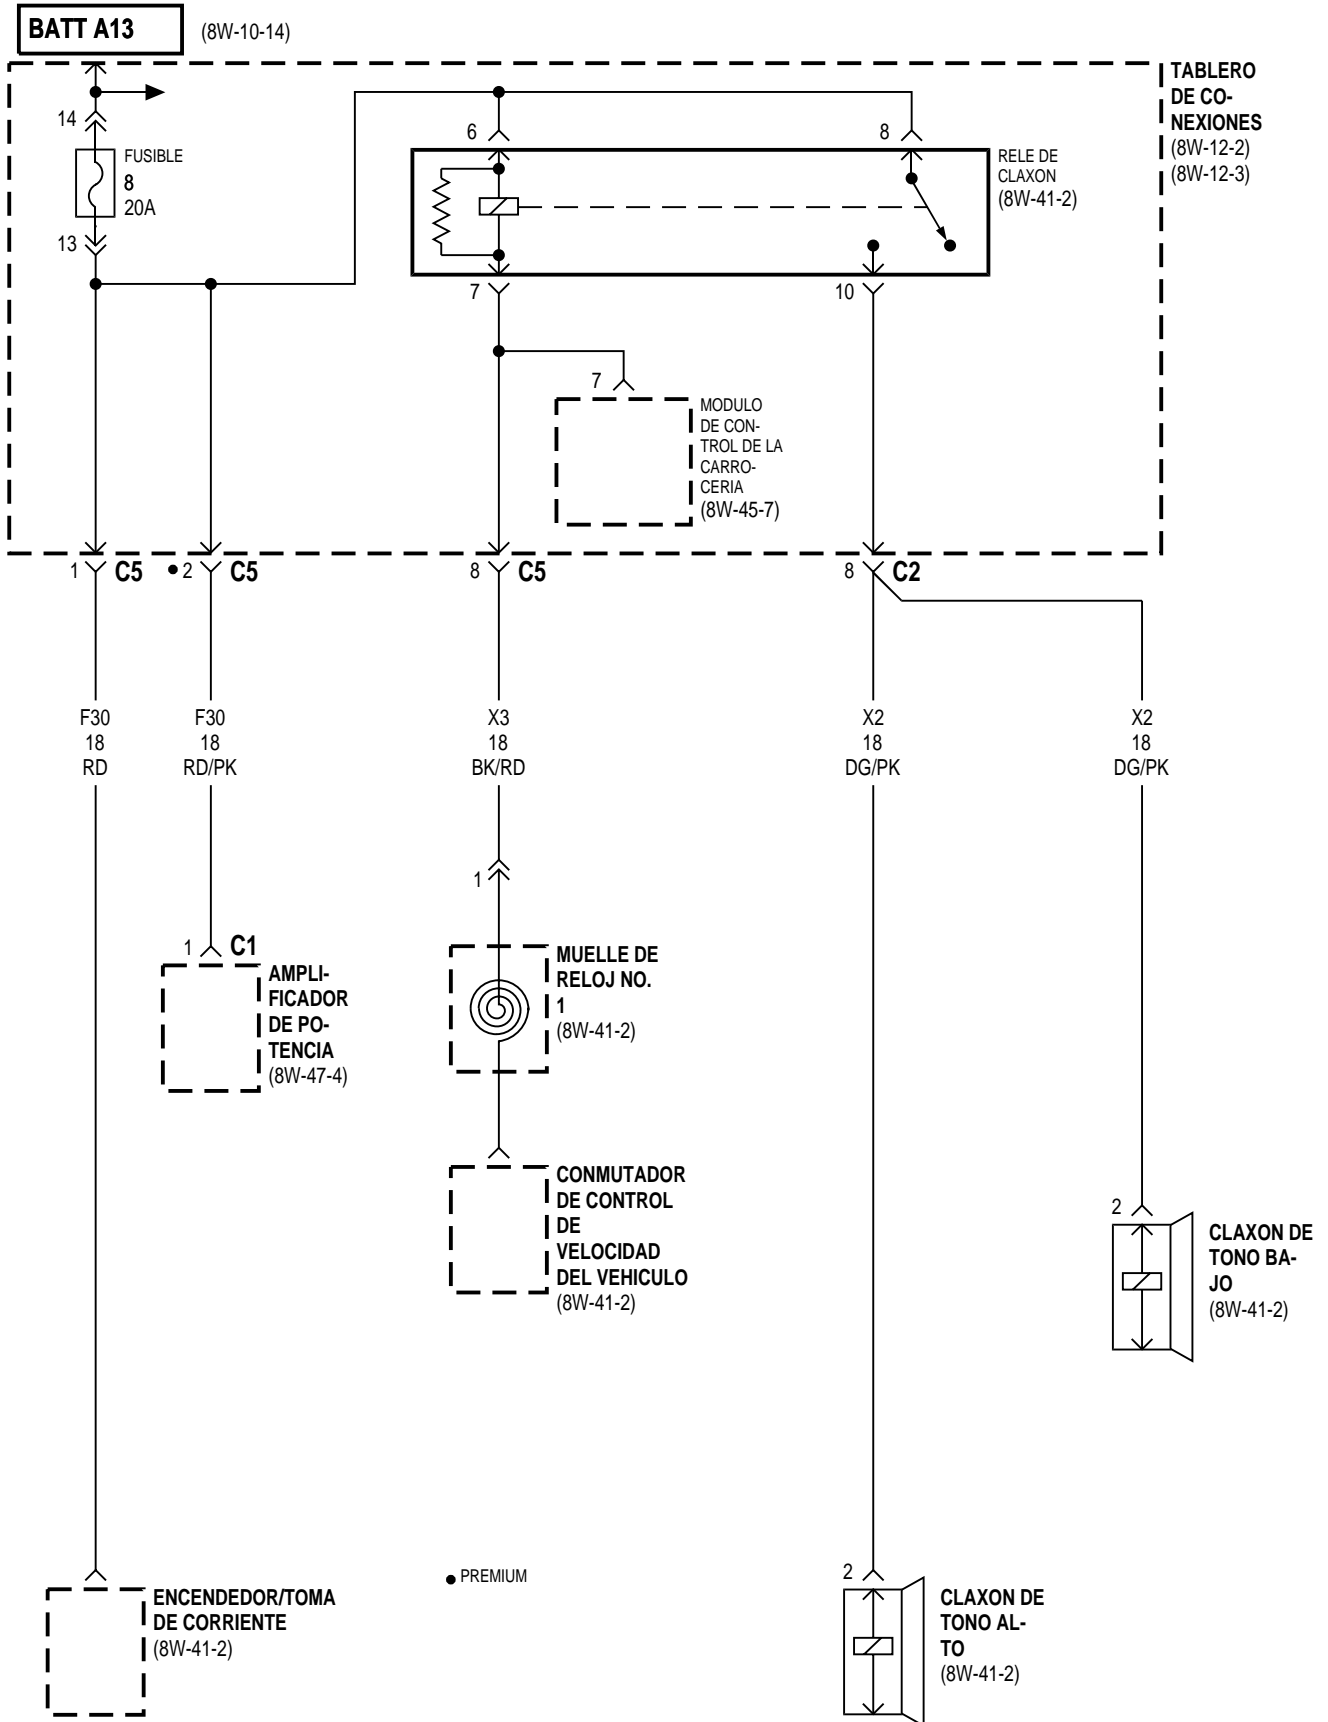 BATT A13
(8W-10-14)
TABLERO
DE CO-
NEXIONES
(8W-12-2)
(8W-12-3)
14
FUSIBLE
8
20A
13
6
8
RELE DE
CLAXON
(8W-41-2)
7
10
7
MODULO
DE CON-
TROL DE LA
CARRO-
CERIA
(8W-45-7)
1 C5
• 2 C5
8 C5
8 C2
F30
18
RD
F30
18
RD/PK
X3
18
BK/RD
X2
18
DG/PK
X2
18
DG/PK
1
1 C1
AMPLI-
FICADOR
DE PO-
TENCIA
(8W-47-4)
MUELLE DE
RELOJ NO.
1
(8W-41-2)
CONMUTADOR
DE CONTROL
DE
VELOCIDAD
DEL VEHICULO
(8W-41-2)
2
CLAXON DE
TONO BA-
JO
(8W-41-2)
ENCENDEDOR/TOMA
DE CORRIENTE
(8W-41-2)
• PREMIUM
2
CLAXON DE
TONO AL-
TO
(8W-41-2)